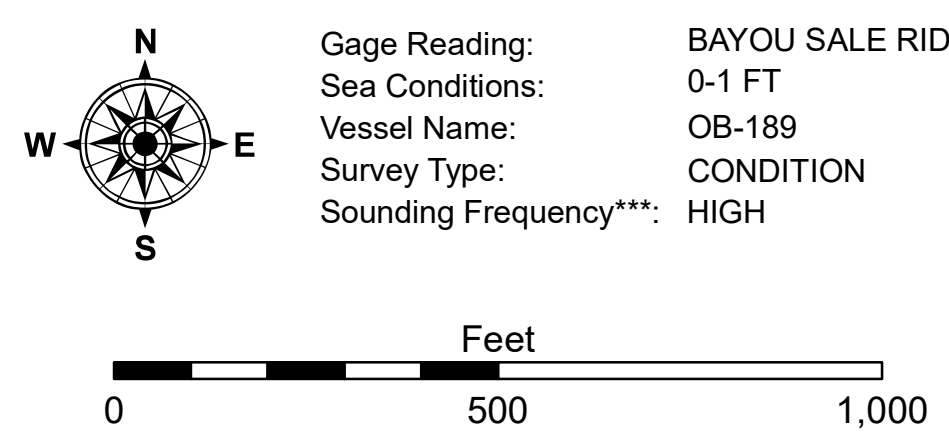 N
W E
S
Gage Reading: BAYOU SALE RID
Sea Conditions: 0-1 FT
Vessel Name: OB-189
Survey Type: CONDITION
Sounding Frequency***: HIGH
Feet
0 500 1,000